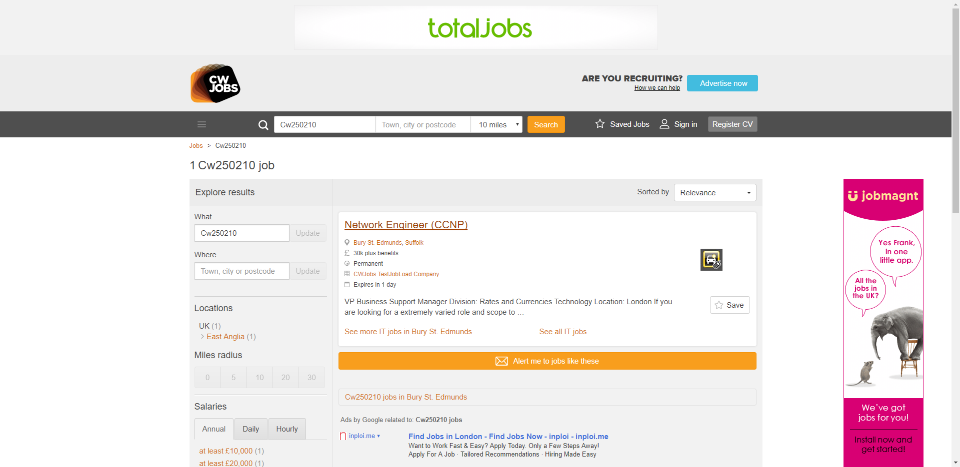 totaljobs
CW
JOBS
ARE YOU RECRUITING?
How we can help
Advertise now
Cw250210
Town, city or postcode
10 miles
Search
Saved Jobs
Sign in
Register CV
Jobs > Cw250210
1 Cw250210 job
Explore results
Sorted by
Relevance
What
Cw250210
Update
Where
Town, city or postcode
Update
Locations
UK (1)
> East Anglia (1)
Miles radius
0 5 10 20 30
Salaries
Annual Daily Hourly
at least £10,000 (1)
at least £20,000 (1)
Network Engineer (CCNP)
Bury St. Edmunds, Suffolk
30k plus benefits
Permanent
CWJobs TestJobLoad Company
Expires in 1 day
VP Business Support Manager Division: Rates and Currencies Technology Location: London If you
are looking for a extremely varied role and scope to ...
Save
See more IT jobs in Bury St. Edmunds
See all IT jobs
Alert me to jobs like these
Cw250210 jobs in Bury St. Edmunds
Ads by Google related to: Cw250210 jobs
inploi.me
Find Jobs in London - Find Jobs Now - inploi - inploi.me
Want to Work Fast & Easy? Apply Today. Only a Few Steps Away!
Apply For A Job · Tailored Recommendations · Hiring Made Easy
jobmagnt
Yes Frank,
in one
little app.
All the
jobs in
the UK?
We've got
jobs for you!
Install now and
get started!